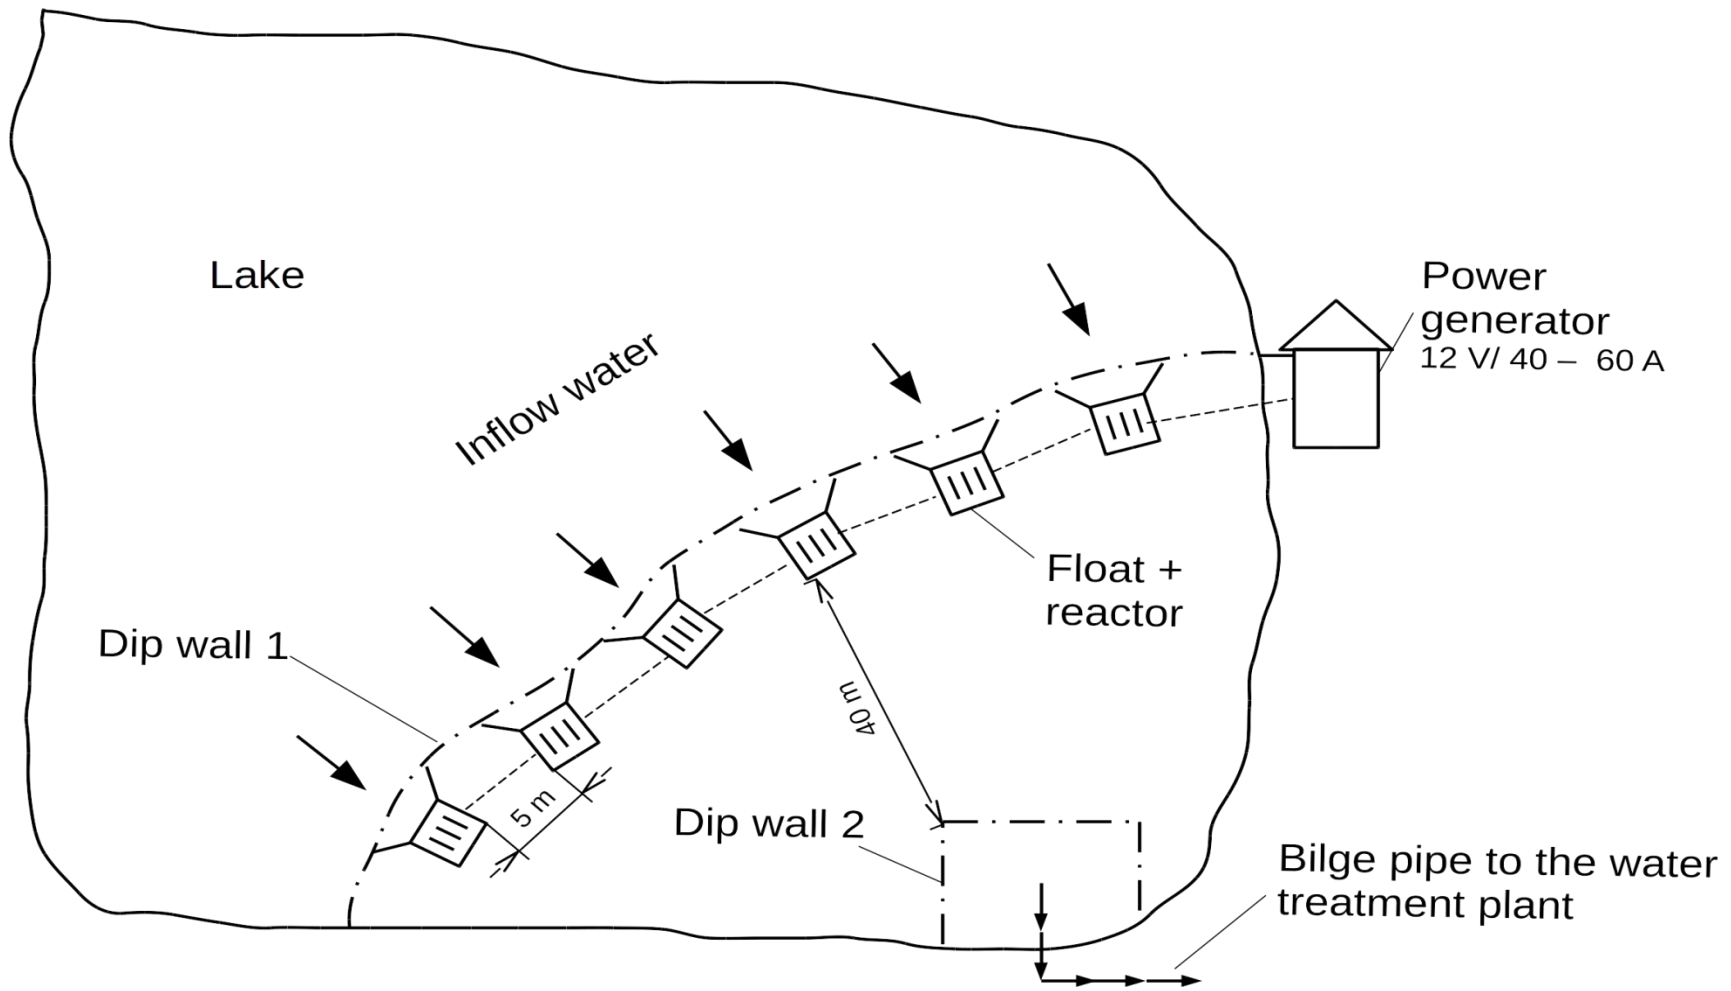 Lake
Inflow water
Power
generator
12 V/ 40 – 60 A
Float +
reactor
Dip wall 1
40 m
5 m
Dip wall 2
Bilge pipe to the water
treatment plant